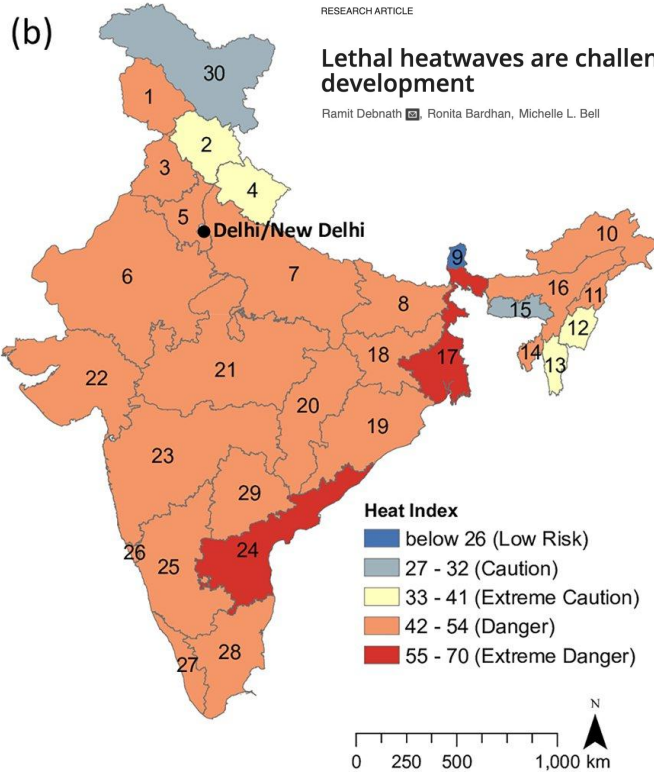 (b)
RESEARCH ARTICLE
Lethal heatwaves are challen
development
Ramit Debnath ✉, Ronita Bardhan, Michelle L. Bell
30
1
2
3
4
5
Delhi/New Delhi
6
7
8
9
10
16
11
15
12
14
13
17
18
21
22
20
19
23
29
24
26
25
27
28
Heat Index
below 26 (Low Risk)
27 - 32 (Caution)
33 - 41 (Extreme Caution)
42 - 54 (Danger)
55 - 70 (Extreme Danger)
N
0 250 500 1,000 km